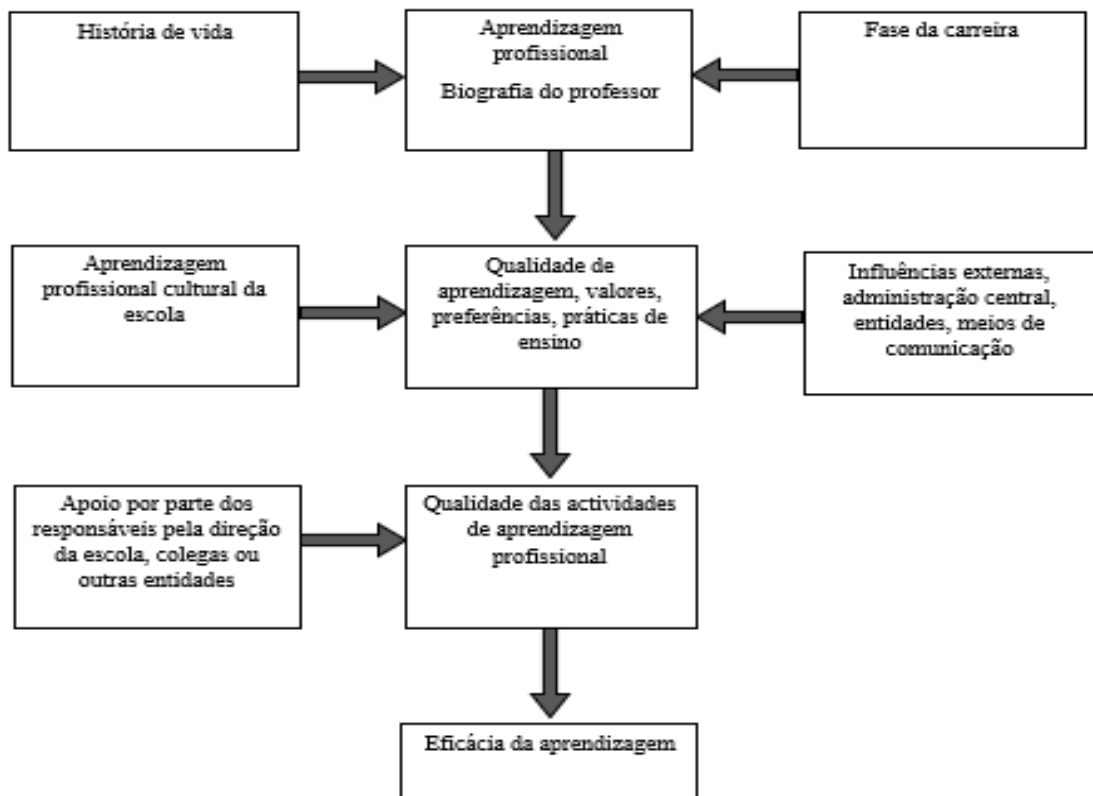 História de vida
Aprendizagem
profissional
Biografia do professor
Fase da carreira
Aprendizagem
profissional cultural da
escola
Qualidade de
aprendizagem, valores,
preferências, práticas de
ensino
Influências externas,
administração central,
entidades, meios de
comunicação
Apoio por parte dos
responsáveis pela direção
da escola, colegas ou
outras entidades
Qualidade das actividades
de aprendizagem
profissional
Eficácia da aprendizagem